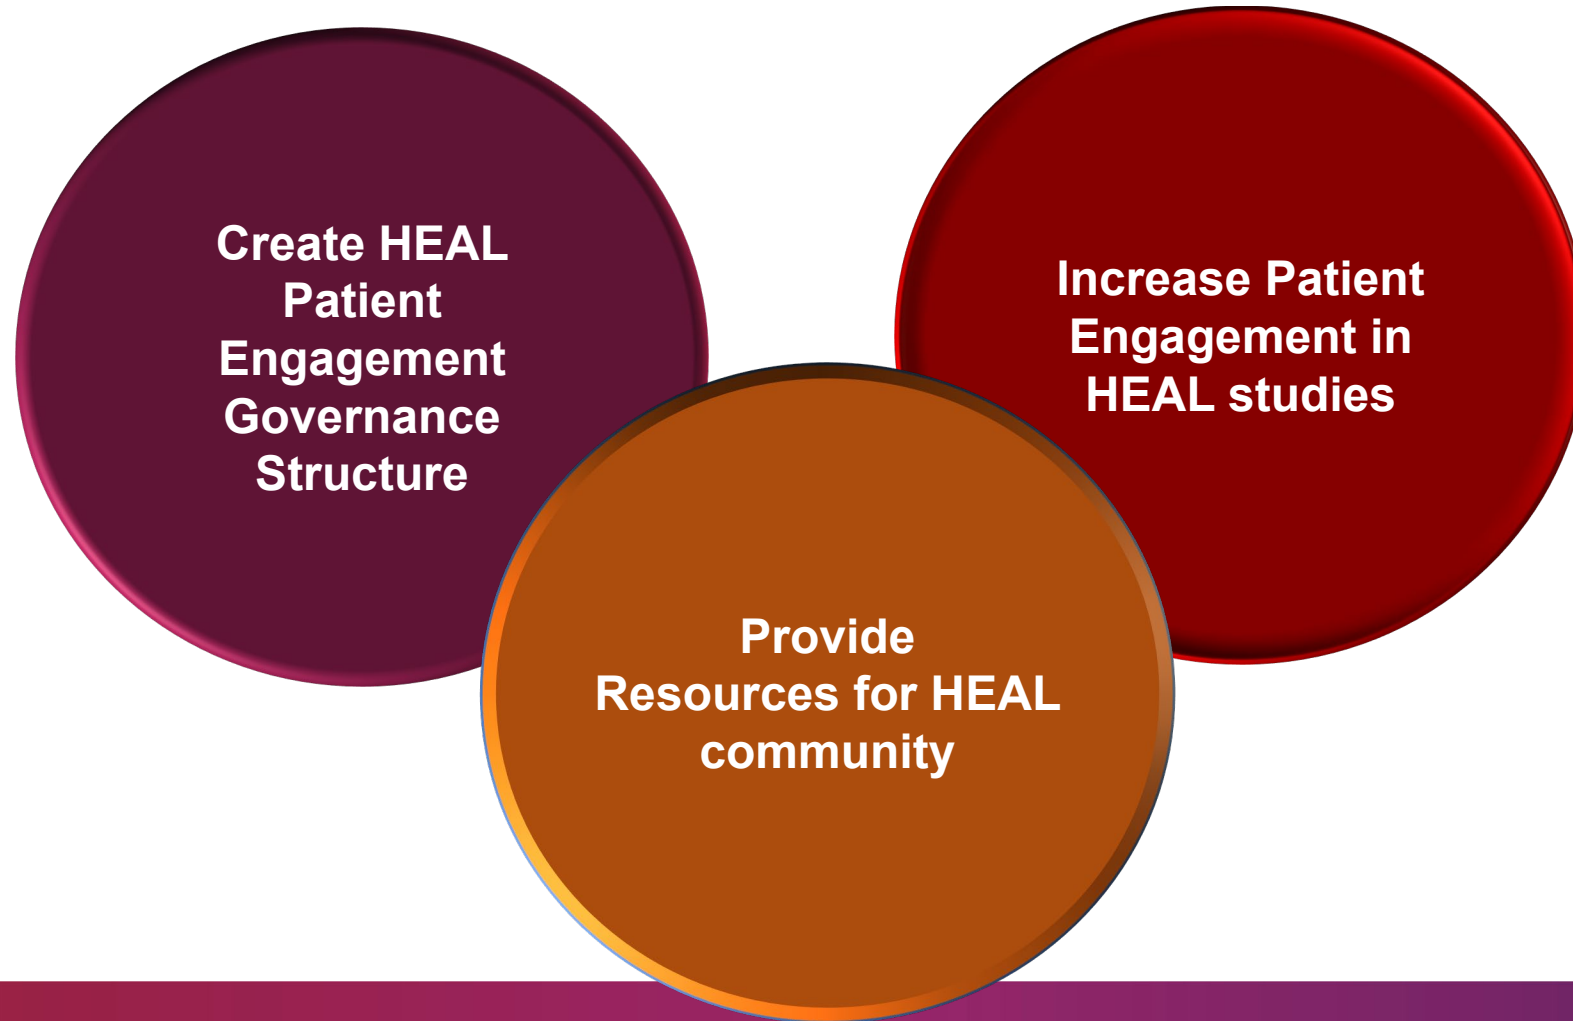 Create HEAL
Patient
Engagement
Governance
Structure
Increase Patient
Engagement in
HEAL studies
Provide
Resources for HEAL
community